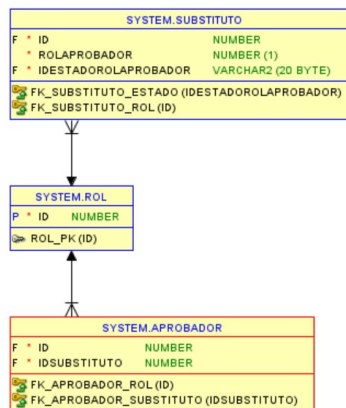 SYSTEM.SUBSTITUTO
F * ID NUMBER
* ROLAPROBADOR NUMBER (1)
F * IDESTADOROLAPROBADOR VARCHAR2 (20 BYTE)
FK_SUBSTITUTO_ESTADO (IDESTADOROLAPROBADOR)
FK_SUBSTITUTO_ROL (ID)
SYSTEM.ROL
P * ID NUMBER
ROL_PK (ID)
SYSTEM.APROBADOR
F * ID NUMBER
F * IDSUBSTITUTO NUMBER
FK_APROBADOR_ROL (ID)
FK_APROBADOR_SUBSTITUTO (IDSUBSTITUTO)